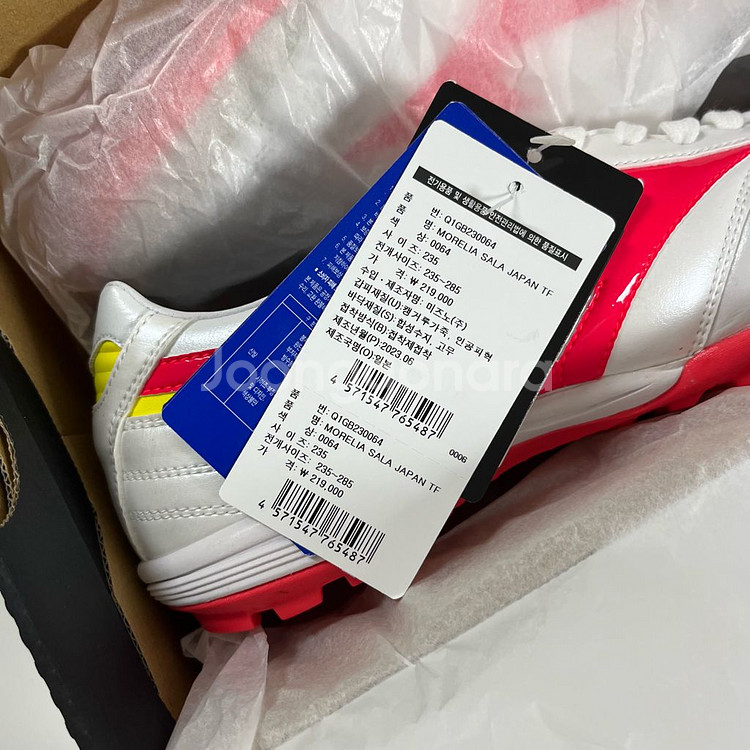 전기용품 및 생활용품 안전관리법에 의한 품질표시
품 번: Q1GB230064
품 명: MORELIA SALA JAPAN TF
색 상: 0064
사 이 즈: 235
전개사이즈: 235~285
가 격: ₩ 219,000
수입·제조자명: 미즈노(주)
갑피재질(U):캥거루가죽, 인공피혁
바닥재질(S):합성수지, 고무
접착방식(B):접착제접착
제조년월(P):2023.06
제조국명(O):일본
4 571547 765487
0006
품 번: Q1GB230064
품 명: MORELIA SALA JAPAN TF
색 상: 0064
사 이 즈: 235
전개사이즈: 235~285
가 격: ₩ 219,000
4 571547 765487
Joonggonara